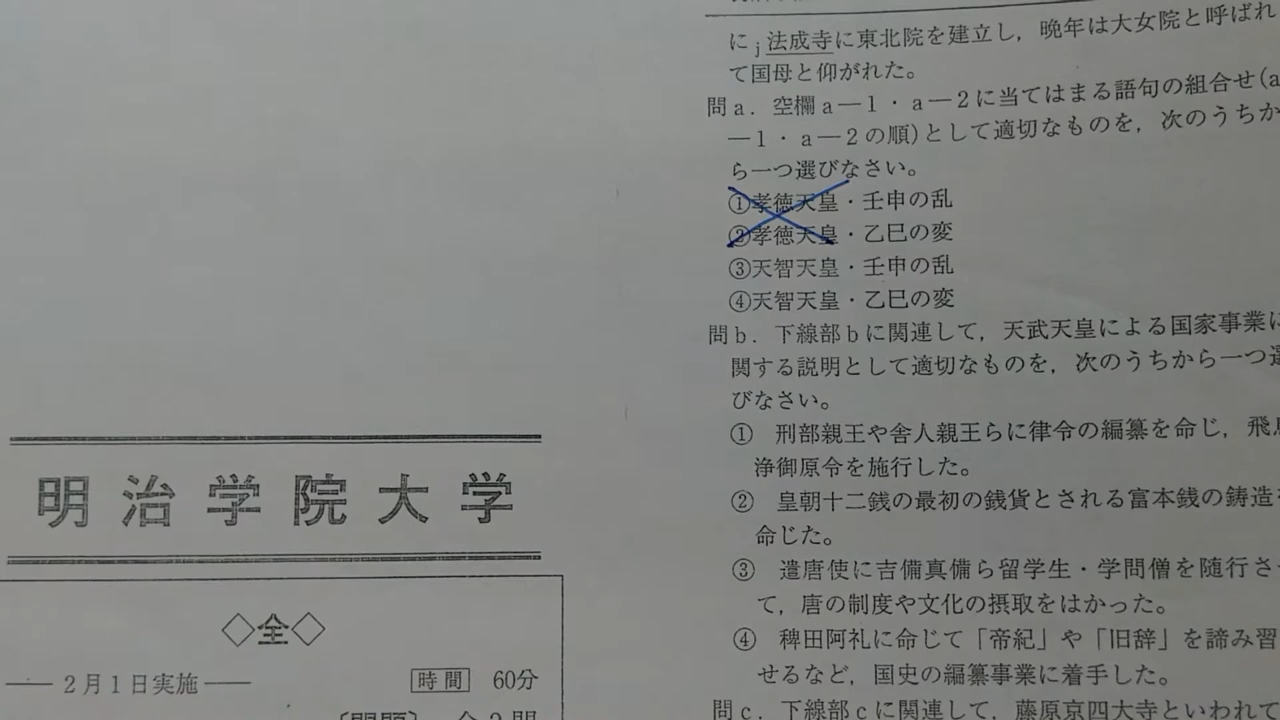 明治学院大学
◇全◇
── 2月1日実施 ──
時間 60分
に j 法成寺に東北院を建立し，晩年は大女院と呼ばれ
て国母と仰がれた。
問a．空欄a―1・a―2に当てはまる語句の組合せ(a
―1・a―2の順)として適切なものを，次のうちか
ら一つ選びなさい。
①孝徳天皇・壬申の乱
②孝徳天皇・乙巳の変
③天智天皇・壬申の乱
④天智天皇・乙巳の変
問b．下線部bに関連して，天武天皇による国家事業に
関する説明として適切なものを，次のうちから一つ選
びなさい。
① 刑部親王や舎人親王らに律令の編纂を命じ，飛鳥
浄御原令を施行した。
② 皇朝十二銭の最初の銭貨とされる富本銭の鋳造を
命じた。
③ 遣唐使に吉備真備ら留学生・学問僧を随行させ
て，唐の制度や文化の摂取をはかった。
④ 稗田阿礼に命じて「帝紀」や「旧辞」を諦み習
せるなど，国史の編纂事業に着手した。
問c．下線部cに関連して，藤原京四大寺といわれて